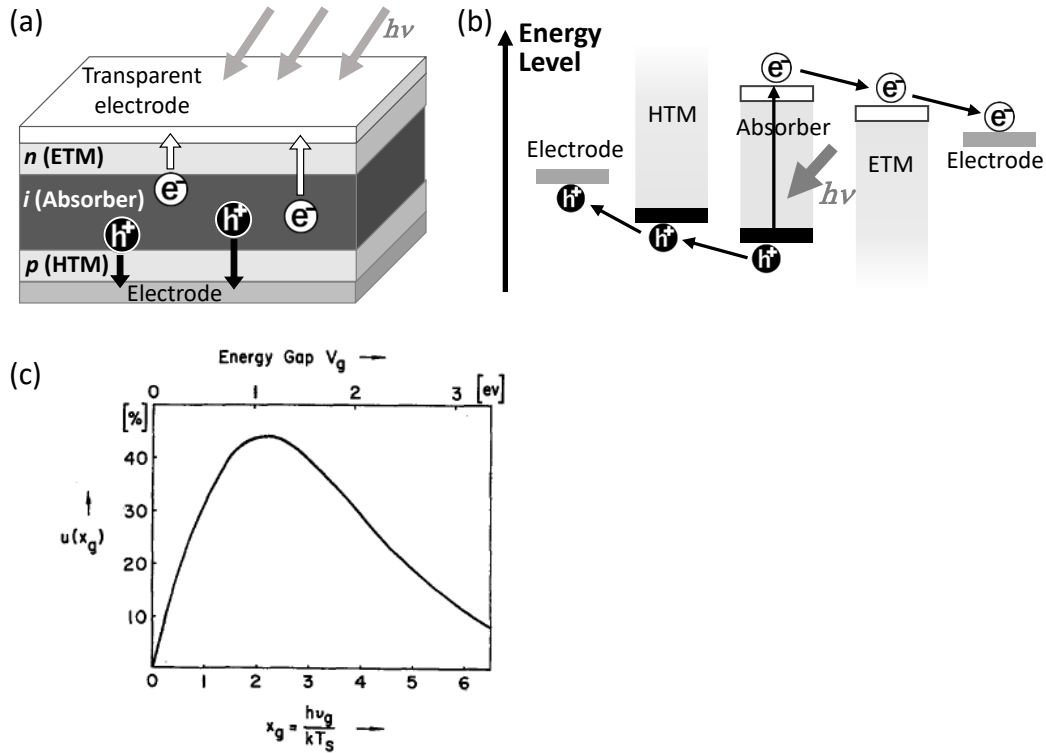 (a)
hν
Transparent
electrode
n (ETM)
e⁻
i (Absorber)
h⁺
h⁺
e⁻
p (HTM)
Electrode
(b)
Energy
Level
e⁻
e⁻
e⁻
HTM
Absorber
Electrode
ETM
Electrode
hν
h⁺
h⁺
h⁺
(c)
Energy Gap V_g →
0 1 2 3 [ev]
[%]
40
30
↑
u(x_g)
20
10
0 1 2 3 4 5 6
x_g = hν_g / kT_s →